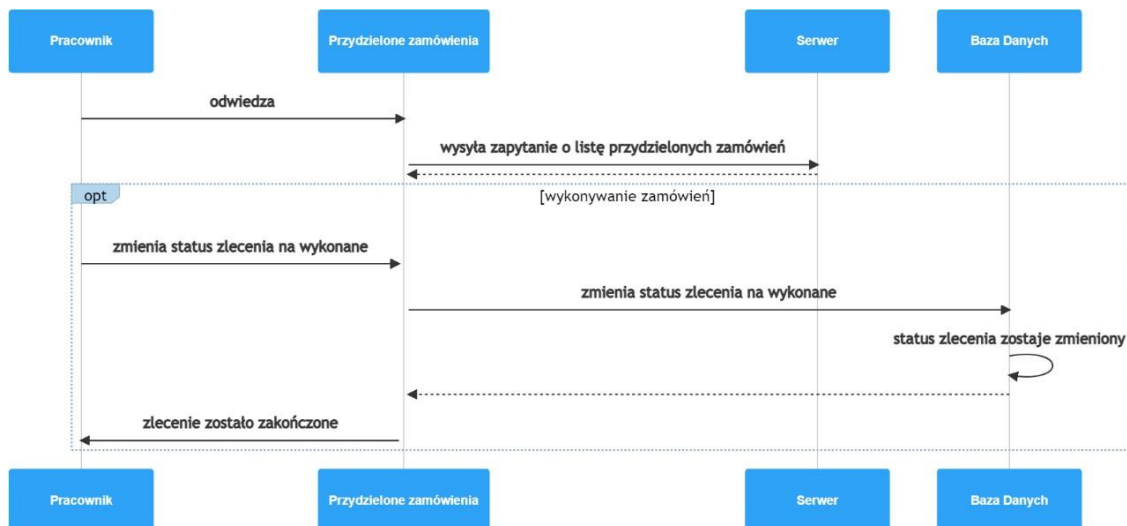 Pracownik
Przydzielone zamówienia
Serwer
Baza Danych
odwiedza
wysyła zapytanie o listę przydzielonych zamówień
opt
[wykonywanie zamówień]
zmienia status zlecenia na wykonane
zmienia status zlecenia na wykonane
status zlecenia zostaje zmieniony
zlecenie zostało zakończone
Pracownik
Przydzielone zamówienia
Serwer
Baza Danych